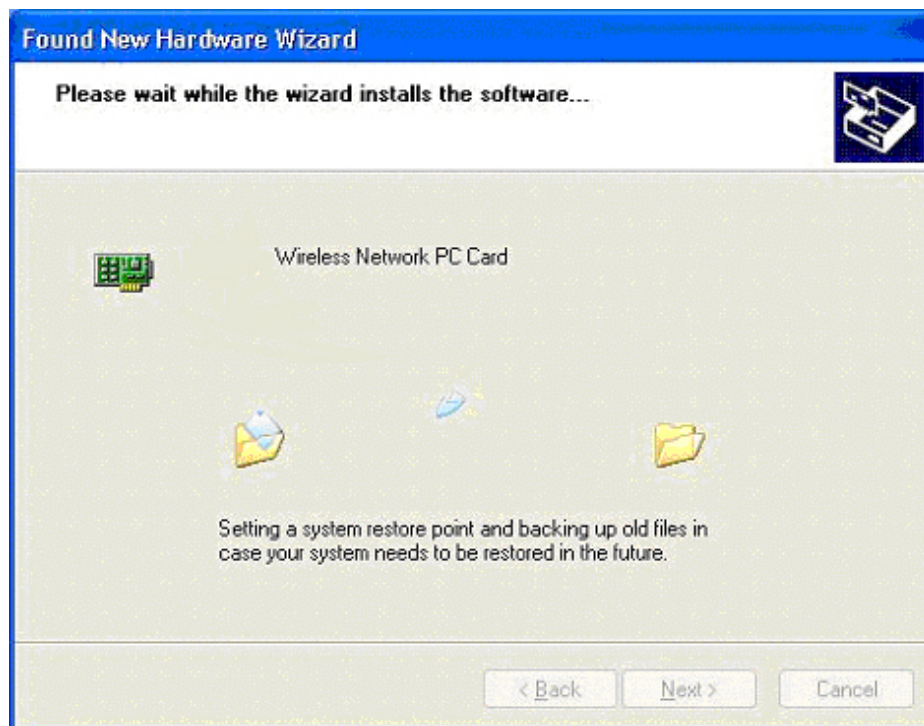 Found New Hardware Wizard
Please wait while the wizard installs the software...
Wireless Network PC Card
Setting a system restore point and backing up old files in
case your system needs to be restored in the future.
< Back
Next >
Cancel